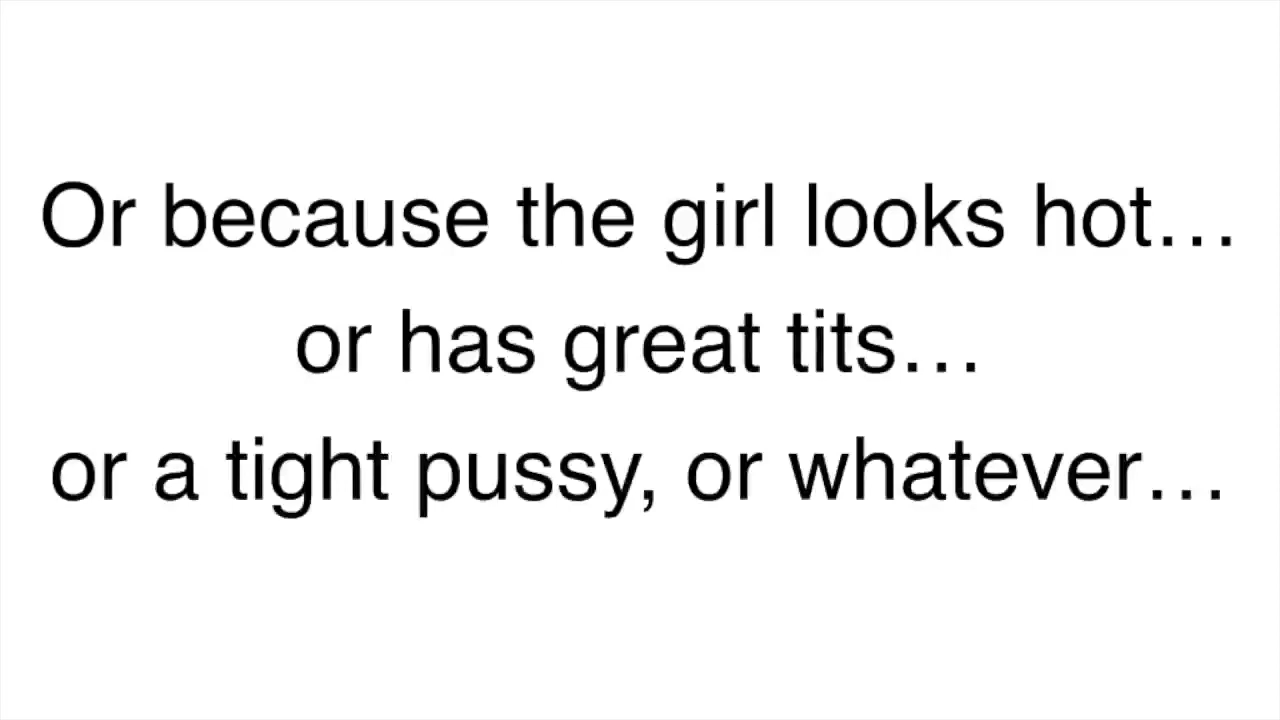 Or because the girl looks hot…
or has great tits…
or a tight pussy, or whatever…